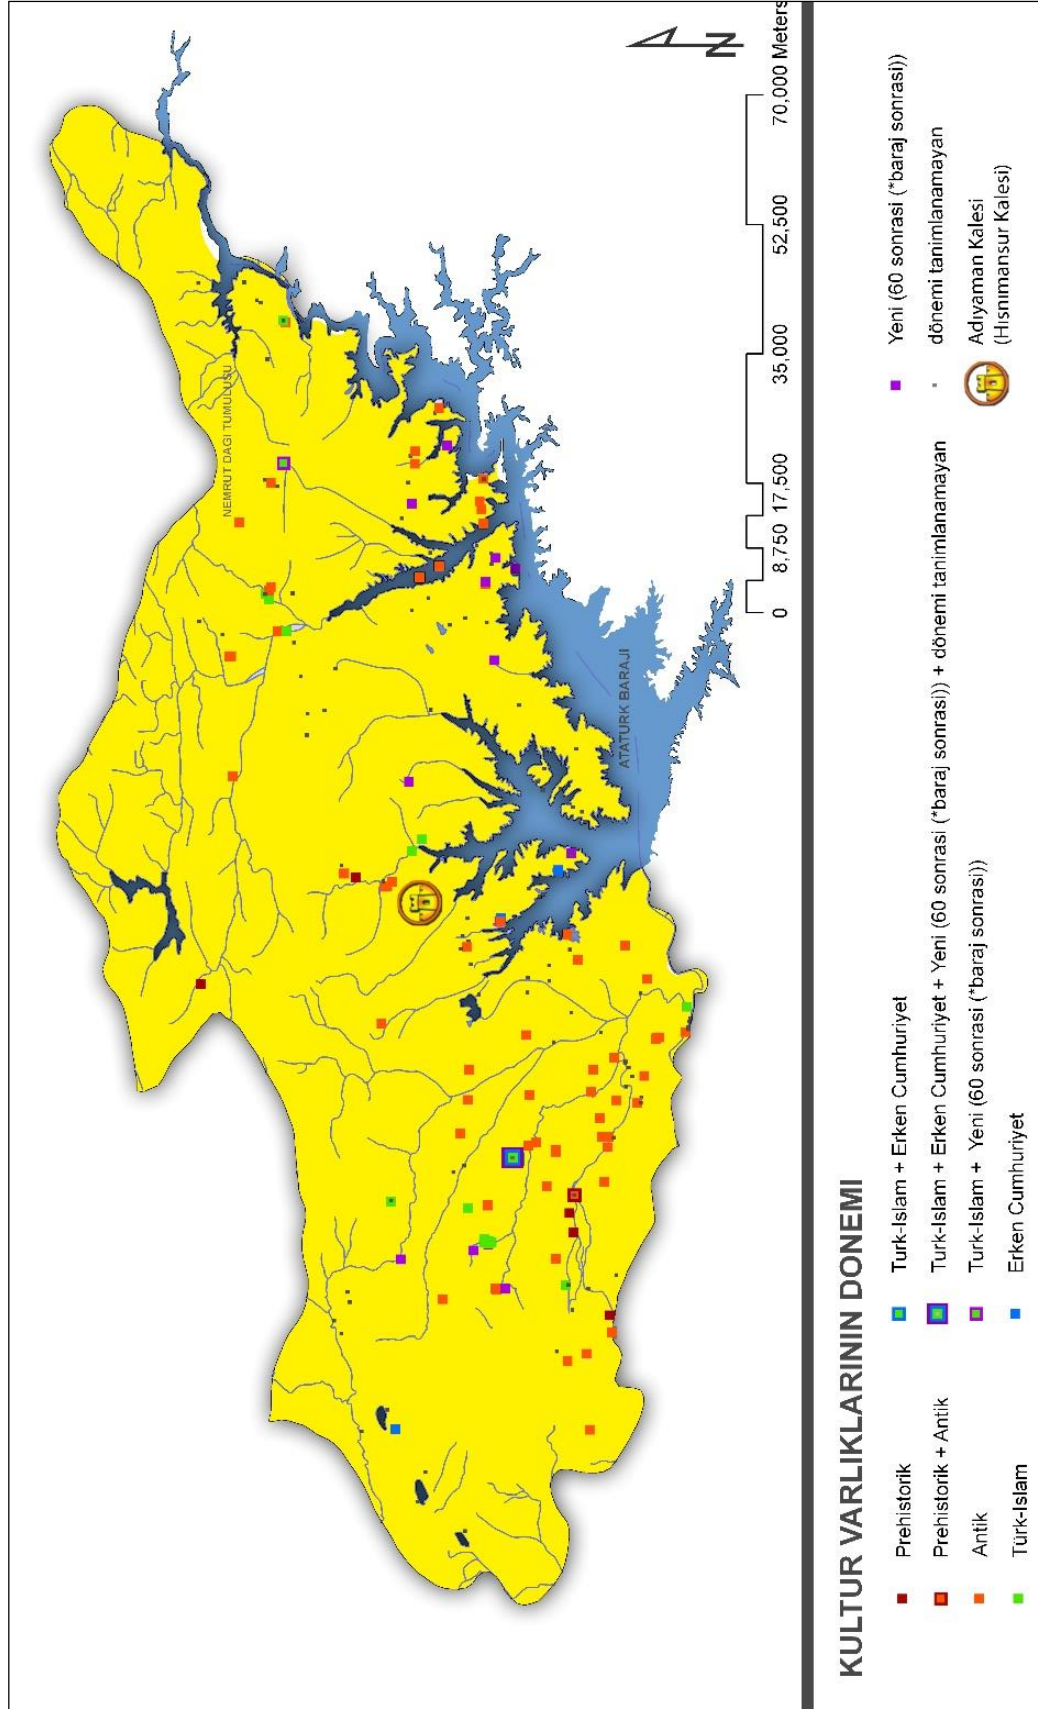 NEMRUT DAGI TUMULUSU
ATATURK BARAJI
N
0 8,750 17,500 35,000 52,500 70,000 Meters
KULTUR VARLIKLARININ DONEMI
Prehistorik
Prehistorik + Antik
Antik
Türk-Islam
Turk-Islam + Erken Cumhuriyet
Turk-Islam + Erken Cumhuriyet + Yeni (60 sonrasi (*baraj sonrasi)) + dönemi tanimlanamayan
Turk-Islam + Yeni (60 sonrasi (*baraj sonrasi))
Erken Cumhuriyet
Yeni (60 sonrasi (*baraj sonrasi))
dönemi tanimlanamayan
Adıyaman Kalesi
(Hısnımansur Kalesi)